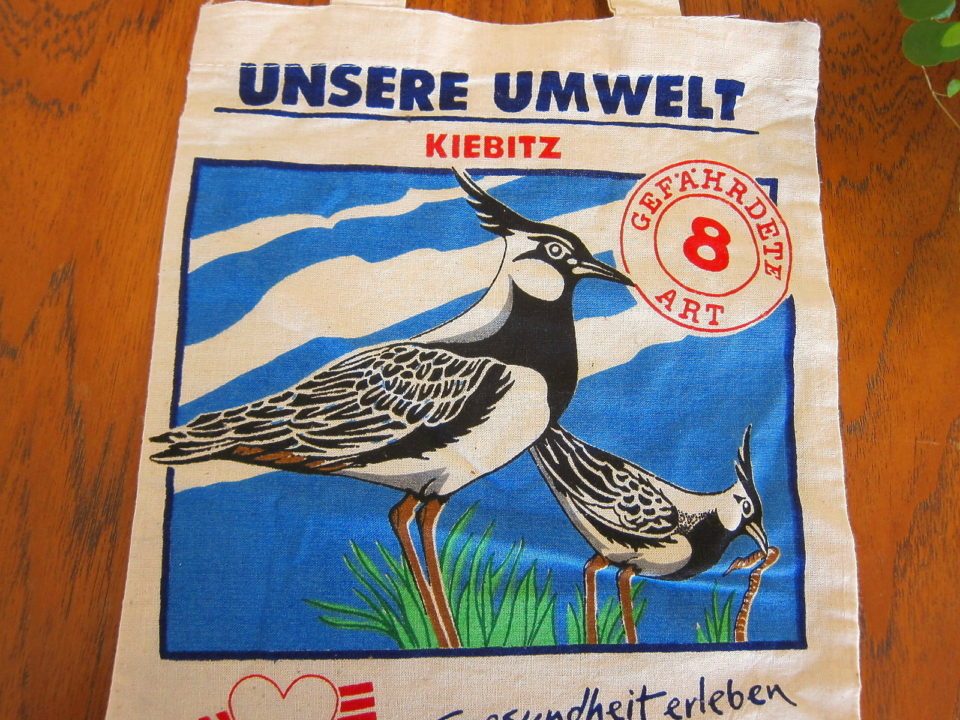 UNSERE UMWELT
KIEBITZ
GEFÄHRDETE
8
ART
Gesundheit erleben